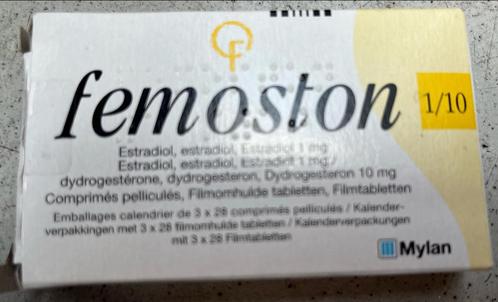 femoston
1/10
Estradiol, estradiol, Estradiol 1 mg
Estradiol, estradiol, Estradiol 1 mg /
dydrogestérone, dydrogesteron, Dydrogesteron 10 mg
Comprimés pelliculés, Filmomhulde tabletten, Filmtabletten
Emballages calendrier de 3 x 28 comprimés pelliculés / Kalender-
verpakkingen met 3 x 28 filmomhulde tabletten / Kalenderverpackungen
mit 3 x 28 Filmtabletten
Mylan